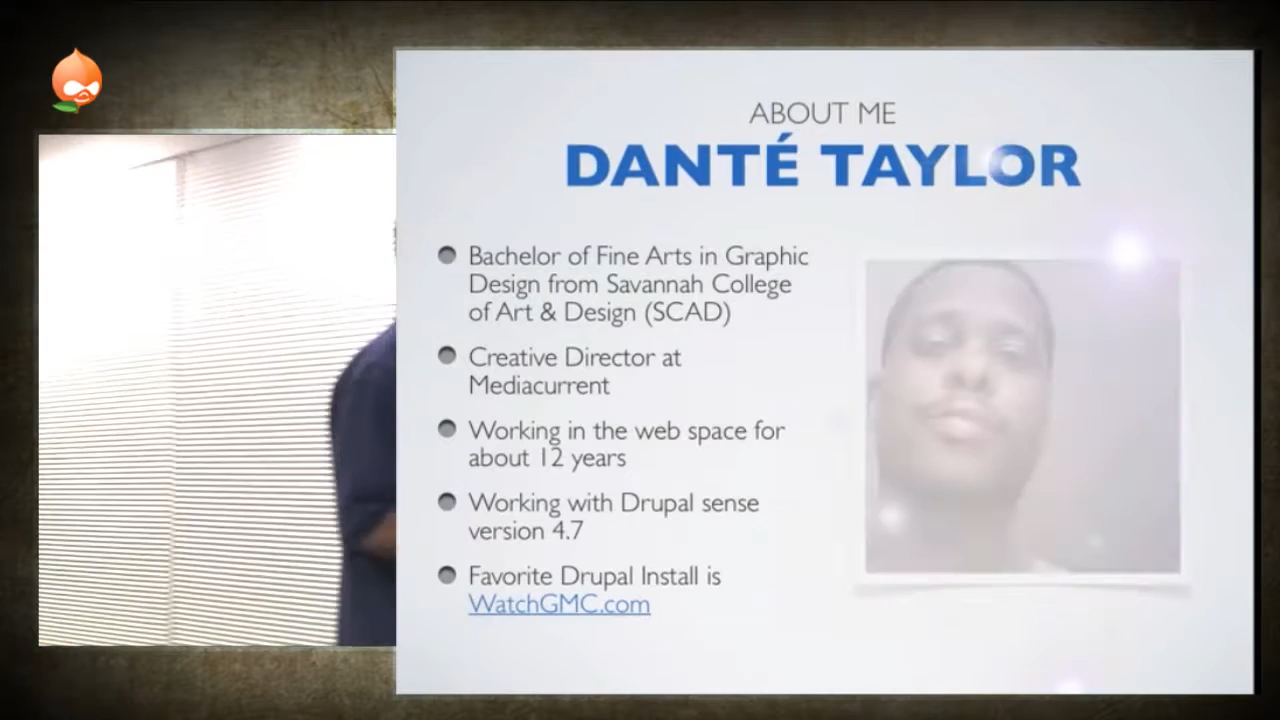 ABOUT ME
DANTÉ TAYLOR
Bachelor of Fine Arts in Graphic
Design from Savannah College
of Art & Design (SCAD)
Creative Director at
Mediacurrent
Working in the web space for
about 12 years
Working with Drupal sense
version 4.7
Favorite Drupal Install is
WatchGMC.com